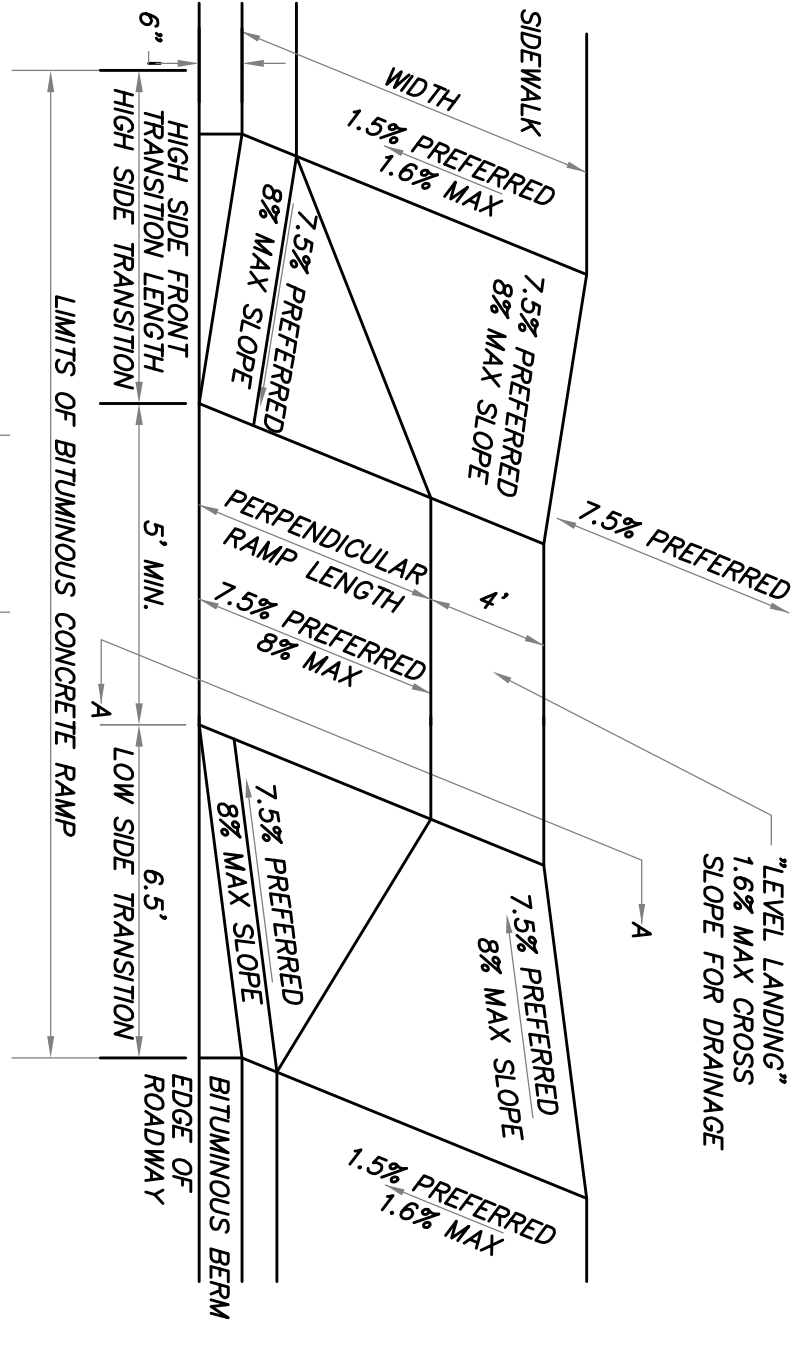 SIDEWALK
WIDTH
1.5% PREFERRED
1.6% MAX
6"
HIGH SIDE FRONT
TRANSITION LENGTH
HIGH SIDE TRANSITION
7.5% PREFERRED
8% MAX SLOPE
7.5% PREFERRED
8% MAX SLOPE
7.5% PREFERRED
PERPENDICULAR
RAMP LENGTH
4'
7.5% PREFERRED
8% MAX
5' MIN.
A
A
LIMITS OF BITUMINOUS CONCRETE RAMP
"LEVEL LANDING"
1.6% MAX CROSS
SLOPE FOR DRAINAGE
7.5% PREFERRED
8% MAX SLOPE
7.5% PREFERRED
8% MAX SLOPE
6.5'
LOW SIDE TRANSITION
1.5% PREFERRED
1.6% MAX
BITUMINOUS BERM
EDGE OF
ROADWAY